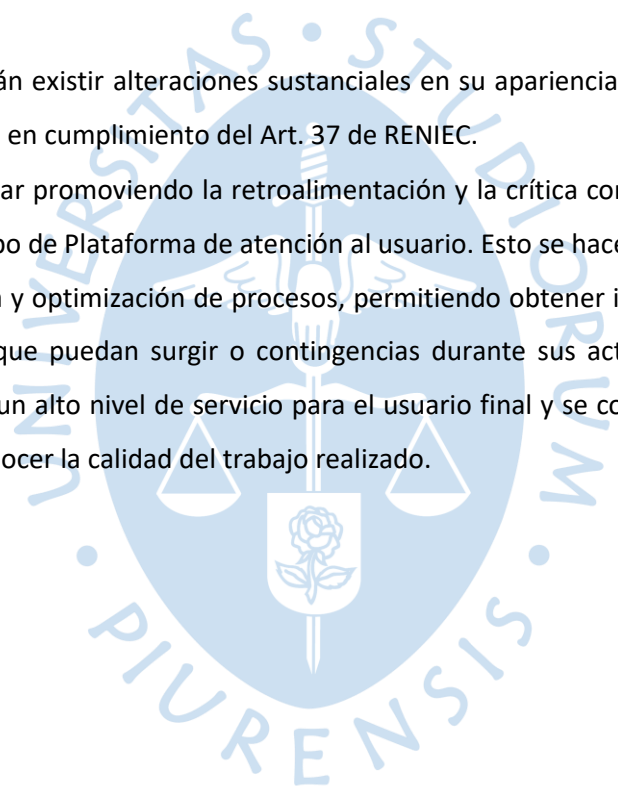 án existir alteraciones sustanciales en su apariencia
en cumplimiento del Art. 37 de RENIEC.
ar promoviendo la retroalimentación y la crítica con
po de Plataforma de atención al usuario. Esto se hace
y optimización de procesos, permitiendo obtener i
que puedan surgir o contingencias durante sus act
un alto nivel de servicio para el usuario final y se co
ocer la calidad del trabajo realizado.
UNIVERSITAS • STUDIORUM • PIURENSIS •